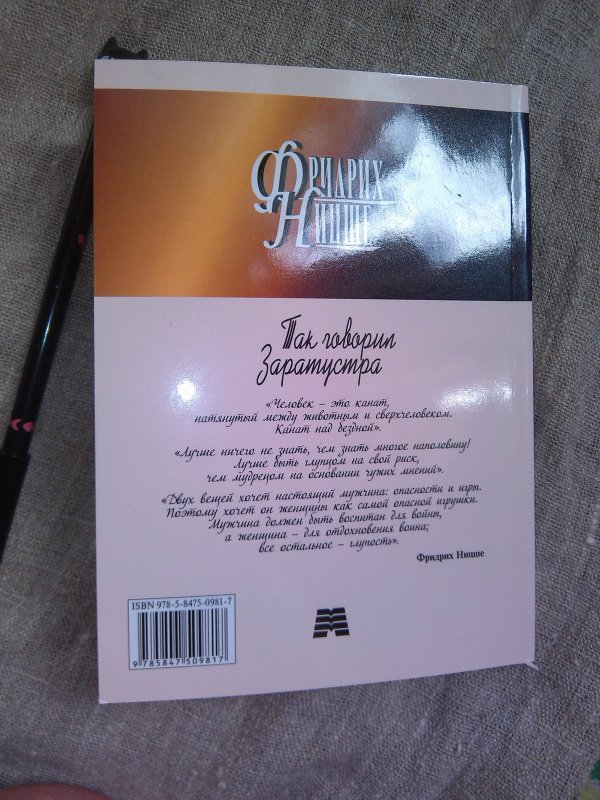 Фридрих
Ницше
Так говорил
Заратустра
«Человек – это канат,
натянутый между животным и сверхчеловеком.
Канат над бездной».
«Лучше ничего не знать, чем знать многое наполовину!
Лучше быть глупцом на свой риск,
чем мудрецом на основании чужих мнений».
«Двух вещей хочет настоящий мужчина: опасности и игры.
Поэтому хочет он женщины как самой опасной игрушки.
Мужчина должен быть воспитан для войны,
а женщина – для отдохновения воина;
все остальное – глупость».
Фридрих Ницше
ISBN 978-5-8475-0981-7
9 785847 509817